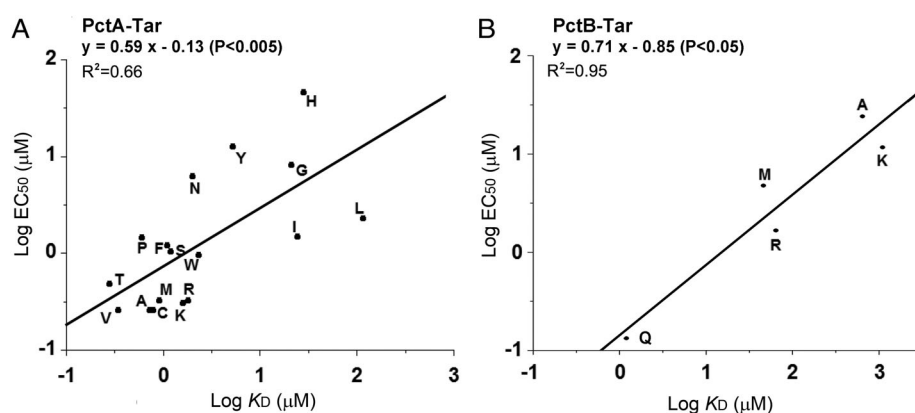 A
PctA-Tar
y = 0.59 x - 0.13 (P<0.005)
R²=0.66
2
1
0
-1
Log EC50 (µM)
H
Y
G
N
L
I
P
F
S
W
T
M
R
A
C
K
V
-1
0
1
2
3
Log KD (µM)
B
PctB-Tar
y = 0.71 x - 0.85 (P<0.05)
R²=0.95
2
1
0
-1
Log EC50 (µM)
A
K
M
R
Q
-1
0
1
2
3
Log KD (µM)